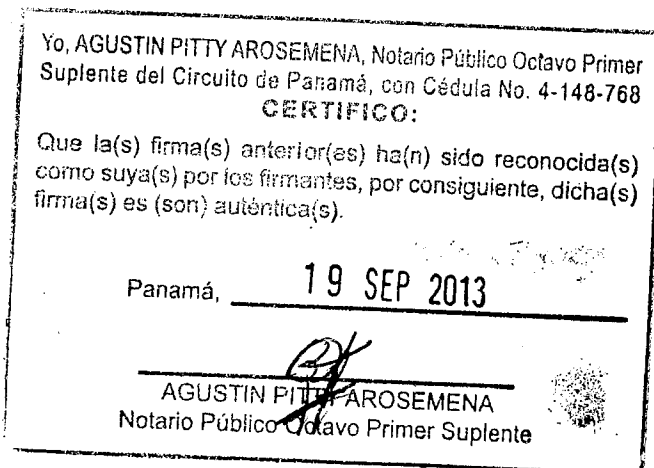 Yo, AGUSTIN PITTY AROSEMENA, Notario Público Octavo Primer
Suplente del Circuito de Panamá, con Cédula No. 4-148-768
CERTIFICO:
Que la(s) firma(s) anterior(es) ha(n) sido reconocida(s)
como suya(s) por los firmantes, por consiguiente, dicha(s)
firma(s) es (son) auténtica(s).
Panamá, 19 SEP 2013
AGUSTIN PITTY AROSEMENA
Notario Público Octavo Primer Suplente